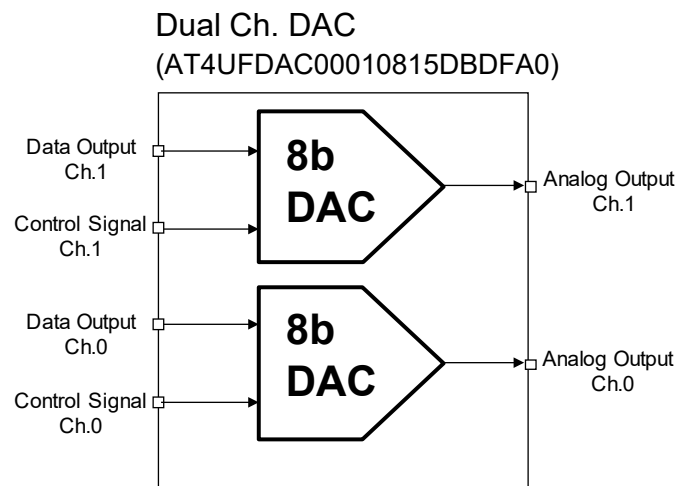 Dual Ch. DAC
(AT4UFDAC00010815DBDFA0)
Data Output
Ch.1
8b
DAC
Analog Output
Ch.1
Control Signal
Ch.1
Data Output
Ch.0
8b
DAC
Analog Output
Ch.0
Control Signal
Ch.0